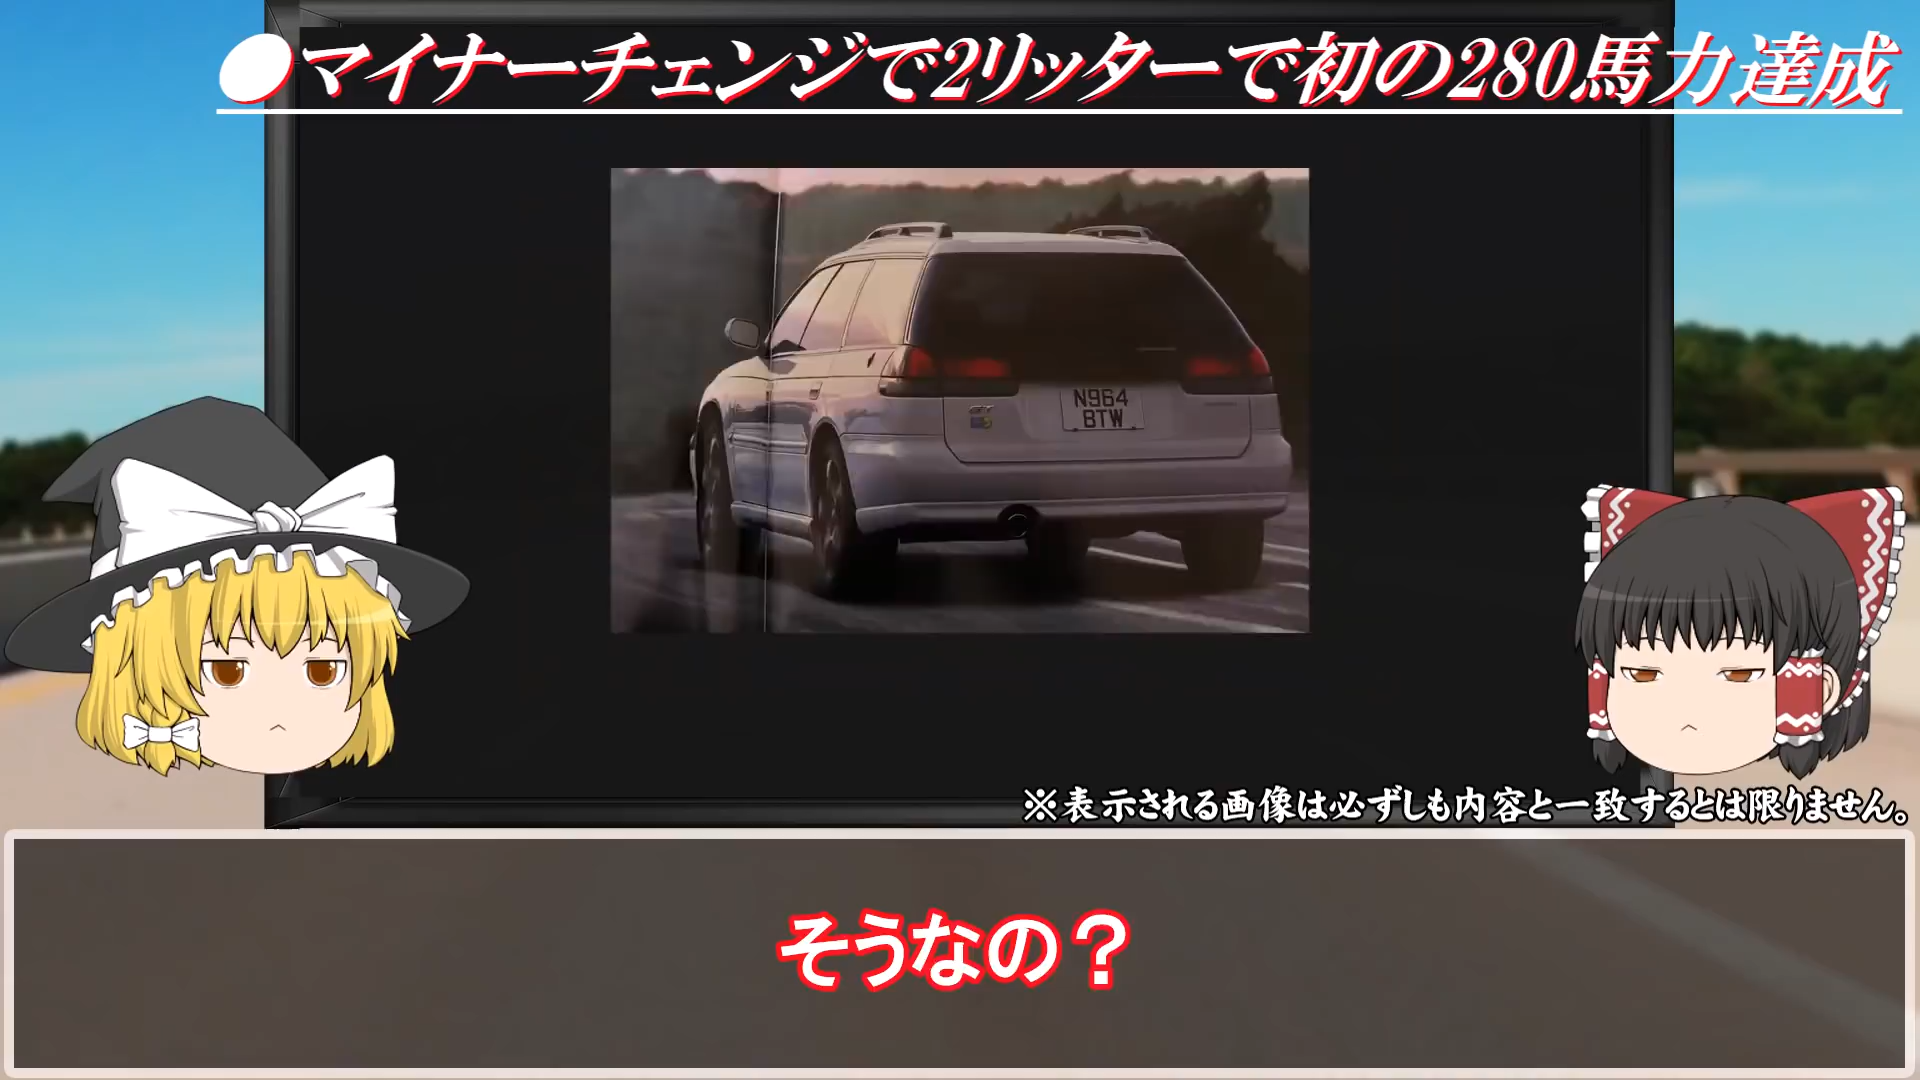 ●マイナーチェンジで2リッターで初の280馬力達成
GT
N964
BTW
※表示される画像は必ずしも内容と一致するとは限りません。
そうなの？